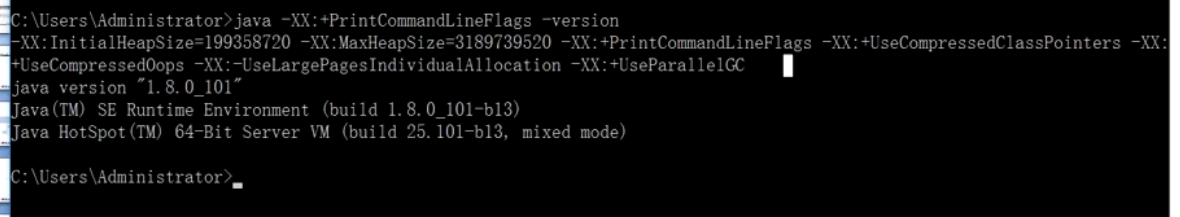 C:\Users\Administrator>java -XX:+PrintCommandLineFlags -version
-XX:InitialHeapSize=199358720 -XX:MaxHeapSize=3189739520 -XX:+PrintCommandLineFlags -XX:+UseCompressedClassPointers -XX:
+UseCompressedOops -XX:-UseLargePagesIndividualAllocation -XX:+UseParallelGC
java version "1.8.0_101"
Java(TM) SE Runtime Environment (build 1.8.0_101-b13)
Java HotSpot(TM) 64-Bit Server VM (build 25.101-b13, mixed mode)
C:\Users\Administrator>